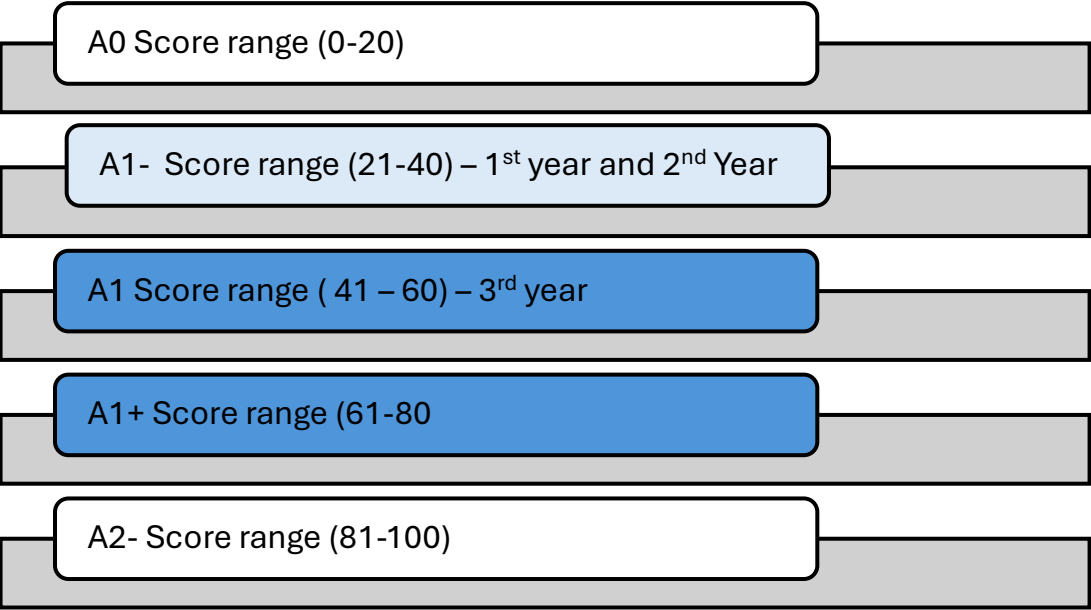 A0 Score range (0-20)
A1-  Score range (21-40) – 1st year and 2nd Year
A1 Score range ( 41 – 60) – 3rd year
A1+ Score range (61-80
A2- Score range (81-100)